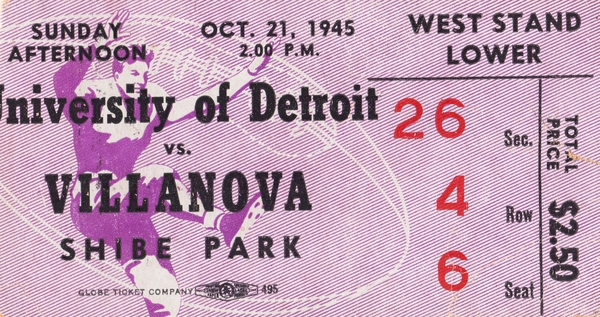 SUNDAY
AFTERNOON
OCT. 21, 1945
2.00 P.M.
University of Detroit
vs.
VILLANOVA
SHIBE PARK
GLOBE TICKET COMPANY 495
WEST STAND
LOWER
26 Sec.
4 Row
6 Seat
TOTAL
PRICE
$2.50